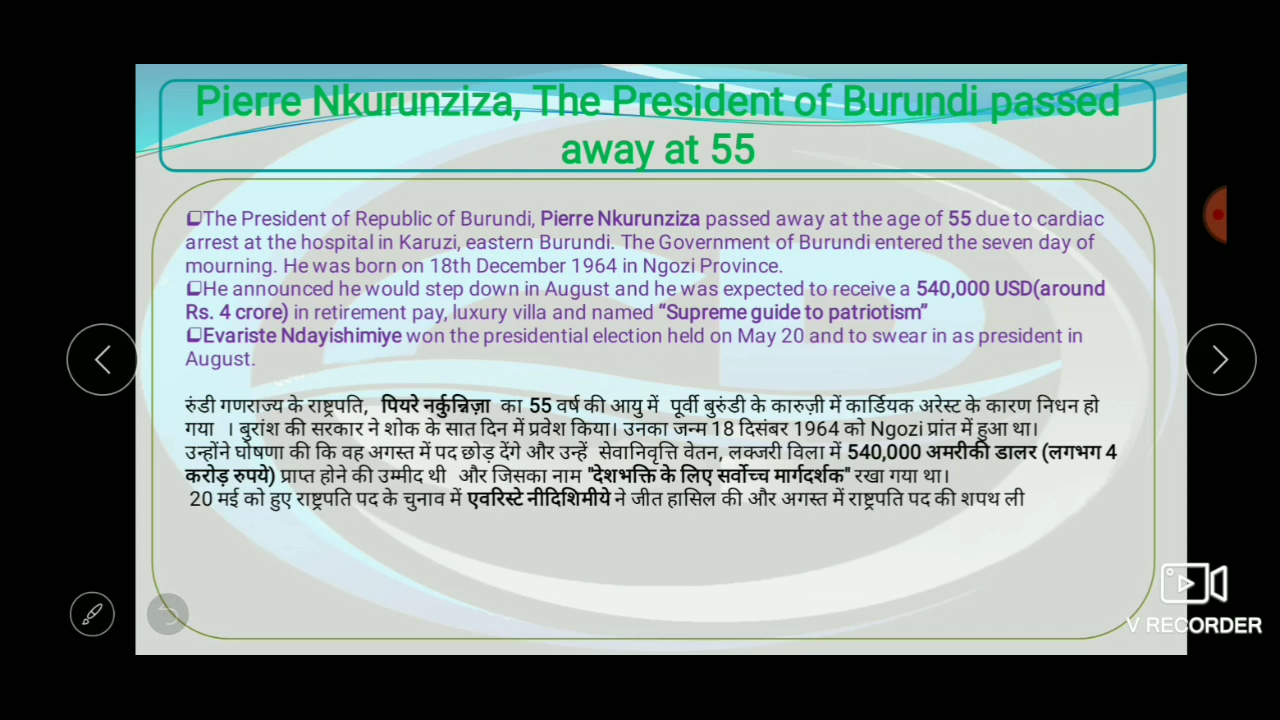 Pierre Nkurunziza, The President of Burundi passed
away at 55
❑The President of Republic of Burundi, Pierre Nkurunziza passed away at the age of 55 due to cardiac
arrest at the hospital in Karuzi, eastern Burundi. The Government of Burundi entered the seven day of
mourning. He was born on 18th December 1964 in Ngozi Province.
❑He announced he would step down in August and he was expected to receive a 540,000 USD(around
Rs. 4 crore) in retirement pay, luxury villa and named “Supreme guide to patriotism”
❑Evariste Ndayishimiye won the presidential election held on May 20 and to swear in as president in
August.
रुंडी गणराज्य के राष्ट्रपति, पियरे नर्कुन्निज़ा का 55 वर्ष की आयु में पूर्वी बुरुंडी के कारुज़ी में कार्डियक अरेस्ट के कारण निधन हो
गया । बुरांश की सरकार ने शोक के सात दिन में प्रवेश किया। उनका जन्म 18 दिसंबर 1964 को Ngozi प्रांत में हुआ था।
उन्होंने घोषणा की कि वह अगस्त में पद छोड़ देंगे और उन्हें सेवानिवृत्ति वेतन, लक्जरी विला में 540,000 अमरीकी डालर (लगभग 4
करोड़ रुपये) प्राप्त होने की उम्मीद थी और जिसका नाम "देशभक्ति के लिए सर्वोच्च मार्गदर्शक" रखा गया था।
20 मई को हुए राष्ट्रपति पद के चुनाव में एवरिस्टे नीदिशिमीये ने जीत हासिल की और अगस्त में राष्ट्रपति पद की शपथ ली
V RECORDER